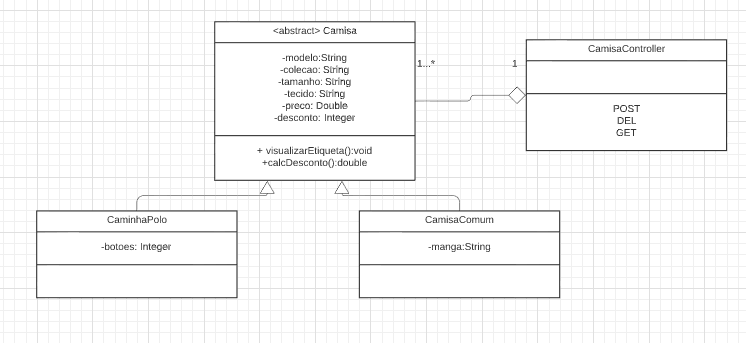 <abstract> Camisa
-modelo:String
-colecao: String
-tamanho: String
-tecido: String
-preco: Double
-desconto: Integer
+ visualizarEtiqueta():void
+calcDesconto():double
1...*
1
CamisaController
POST
DEL
GET
CaminhaPolo
-botoes: Integer
CamisaComum
-manga:String